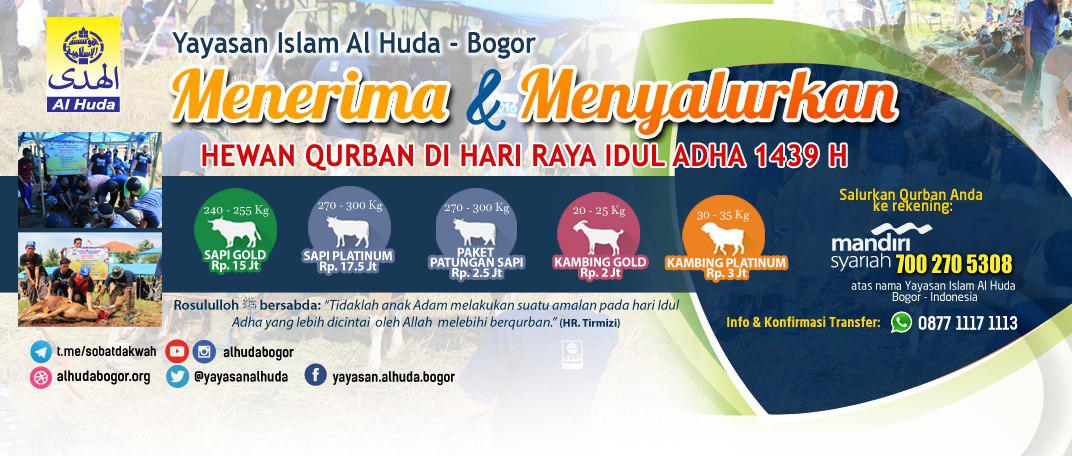 الهدى
Al Huda
Yayasan Islam Al Huda - Bogor
Menerima & Menyalurkan
HEWAN QURBAN DI HARI RAYA IDUL ADHA 1439 H
240 - 255 Kg
SAPI GOLD
Rp. 15 Jt
270 - 300 Kg
SAPI PLATINUM
Rp. 17.5 Jt
270 - 300 Kg
PAKET
PATUNGAN SAPI
Rp. 2.5 Jt
20 - 25 Kg
KAMBING GOLD
Rp. 2 Jt
30 - 35 Kg
KAMBING PLATINUM
Rp. 3 Jt
Salurkan Qurban Anda
ke rekening:
mandiri
syariah 700 270 5308
atas nama Yayasan Islam Al Huda
Bogor - Indonesia
Info & Konfirmasi Transfer: 0877 1117 1113
Rosululloh ﷺ bersabda: "Tidaklah anak Adam melakukan suatu amalan pada hari Idul
Adha yang lebih dicintai oleh Allah melebihi berqurban." (HR. Tirmizi)
t.me/sobatdakwah
alhudabogor
alhudabogor.org
@yayasanalhuda
yayasan.alhuda.bogor